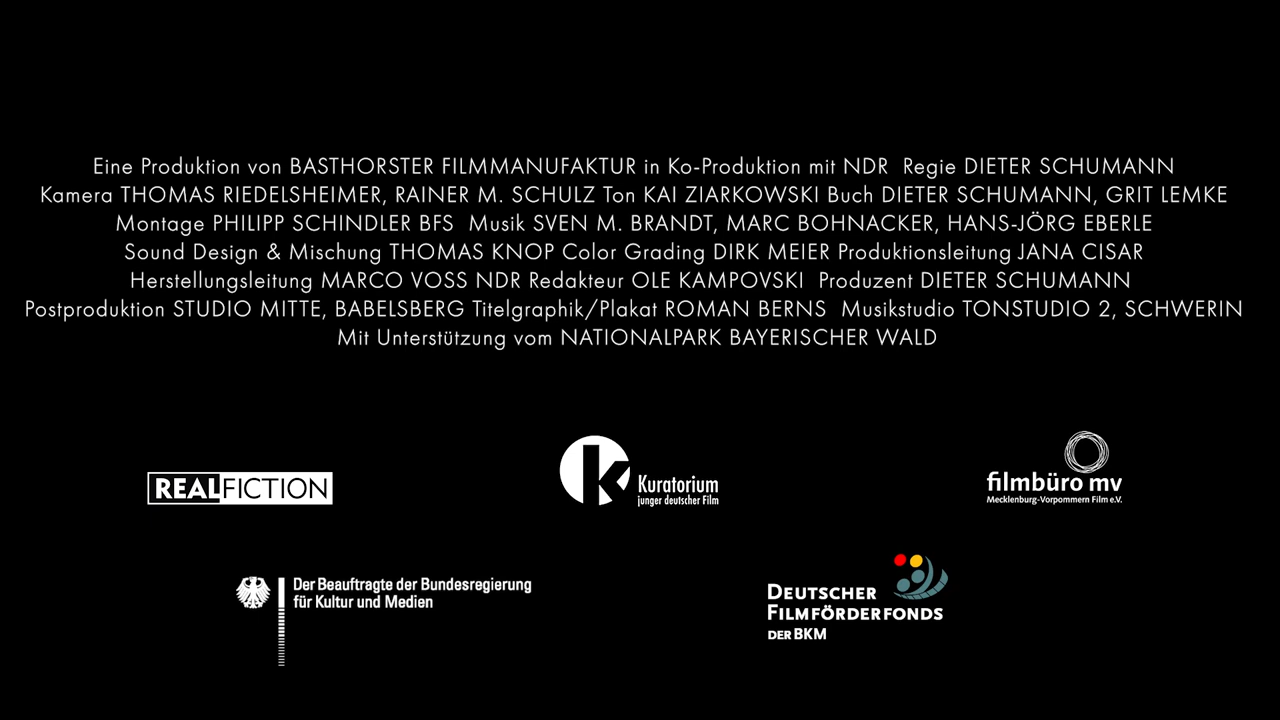 Eine Produktion von BASTHORSTER FILMMANUFAKTUR in Ko-Produktion mit NDR Regie DIETER SCHUMANN
Kamera THOMAS RIEDELSHEIMER, RAINER M. SCHULZ Ton KAI ZIARKOWSKI Buch DIETER SCHUMANN, GRIT LEMKE
Montage PHILIPP SCHINDLER BFS Musik SVEN M. BRANDT, MARC BOHNACKER, HANS-JÖRG EBERLE
Sound Design & Mischung THOMAS KNOP Color Grading DIRK MEIER Produktionsleitung JANA CISAR
Herstellungsleitung MARCO VOSS NDR Redakteur OLE KAMPOVSKI Produzent DIETER SCHUMANN
Postproduktion STUDIO MITTE, BABELSBERG Titelgraphik/Plakat ROMAN BERNS Musikstudio TONSTUDIO 2, SCHWERIN
Mit Unterstützung vom NATIONALPARK BAYERISCHER WALD
REALFICTION
k
Kuratorium
junger deutscher Film
filmbüro mv
Mecklenburg-Vorpommern Film e.V.
Der Beauftragte der Bundesregierung
für Kultur und Medien
DEUTSCHER
FILMFÖRDERFONDS
DER BKM